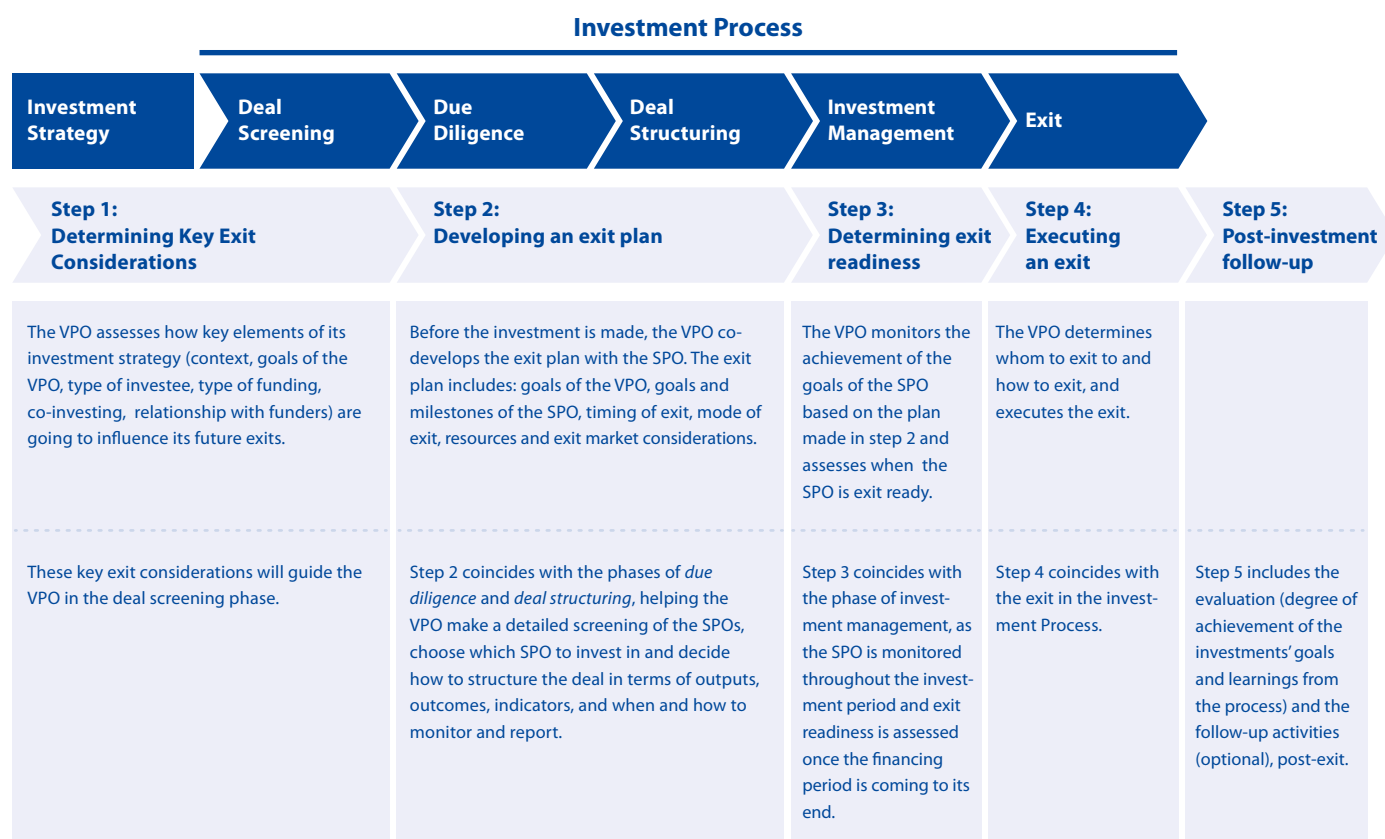 Investment Process
Investment
Strategy
Deal
Screening
Due
Diligence
Deal
Structuring
Investment
Management
Exit
Step 1:
Determining Key Exit
Considerations
Step 2:
Developing an exit plan
Step 3:
Determining exit
readiness
Step 4:
Executing
an exit
Step 5:
Post-investment
follow-up
The VPO assesses how key elements of its
investment strategy (context, goals of the
VPO, type of investee, type of funding,
co-investing, relationship with funders) are
going to influence its future exits.
Before the investment is made, the VPO co-
develops the exit plan with the SPO. The exit
plan includes: goals of the VPO, goals and
milestones of the SPO, timing of exit, mode of
exit, resources and exit market considerations.
The VPO monitors the
achievement of the
goals of the SPO
based on the plan
made in step 2 and
assesses when the
SPO is exit ready.
The VPO determines
whom to exit to and
how to exit, and
executes the exit.
These key exit considerations will guide the
VPO in the deal screening phase.
Step 2 coincides with the phases of due
diligence and deal structuring, helping the
VPO make a detailed screening of the SPOs,
choose which SPO to invest in and decide
how to structure the deal in terms of outputs,
outcomes, indicators, and when and how to
monitor and report.
Step 3 coincides with
the phase of invest-
ment management, as
the SPO is monitored
throughout the invest-
ment period and exit
readiness is assessed
once the financing
period is coming to its
end.
Step 4 coincides with
the exit in the invest-
ment Process.
Step 5 includes the
evaluation (degree of
achievement of the
investments' goals
and learnings from
the process) and the
follow-up activities
(optional), post-exit.